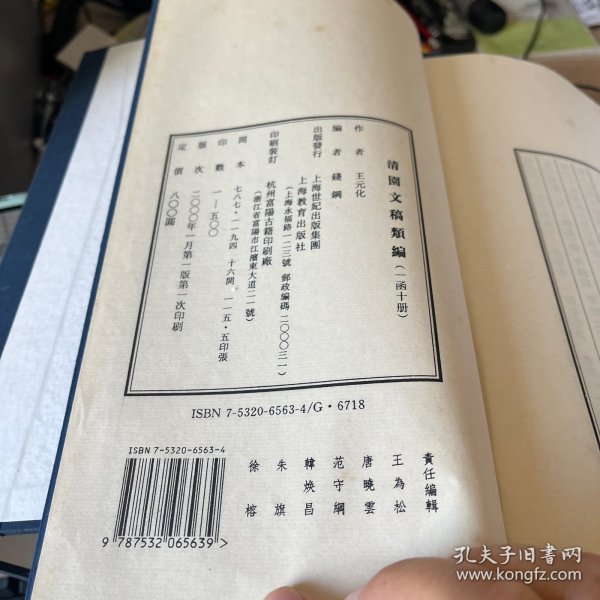 清園文稿類編（一函十册）
作者 王元化
編者 錢鋼
出版發行 上海世紀出版集團
上海教育出版社
（上海永福路一二三號 郵政編碼 二〇〇〇三一）
印刷裝訂 杭州富陽古籍印刷廠
（浙江省富陽市江濱東大道二一號）
開本 七八七·一一九四 十六開 一一五·五印張
印數 一—五〇〇
版次 二〇〇〇年一月第一版第一次印刷
定價 八〇〇圓
ISBN 7-5320-6563-4/G·6718
ISBN 7-5320-6563-4
9 787532 065639 >
責任編輯
王為松
唐曉雲
范守綱
韓煥昌
朱旗
徐榕
孔夫子旧書网
www.kongfz.com